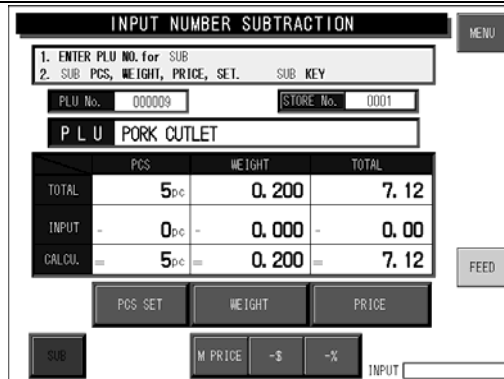 INPUT NUMBER SUBTRACTION
MENU
1. ENTER PLU NO. for SUB
2. SUB PCS, WEIGHT, PRICE, SET. SUB KEY
PLU No. 000009 STORE No. 0001
PLU PORK CUTLET
PCS WEIGHT TOTAL
TOTAL 5pc 0.200 7.12
INPUT - 0pc - 0.000 - 0.00
CALCU. = 5pc = 0.200 = 7.12
FEED
PCS SET WEIGHT PRICE
SUB M PRICE -$ -%
INPUT